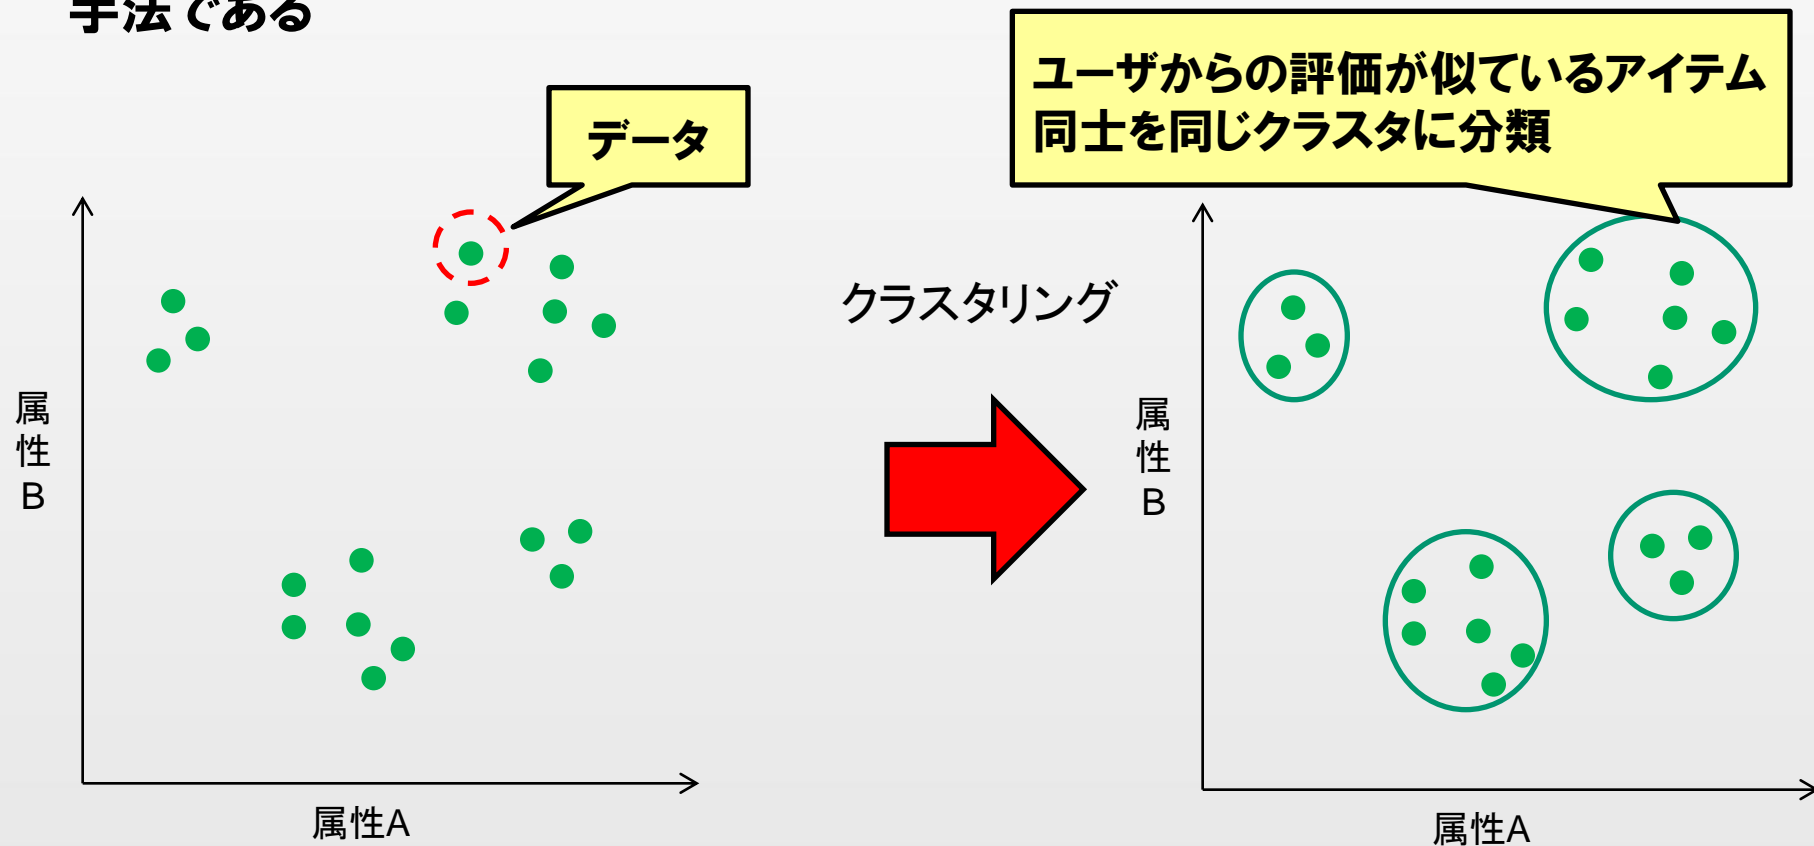 手法である
ユーザからの評価が似ているアイテム
同士を同じクラスタに分類
データ
クラスタリング
属性B
属性A
属性B
属性A